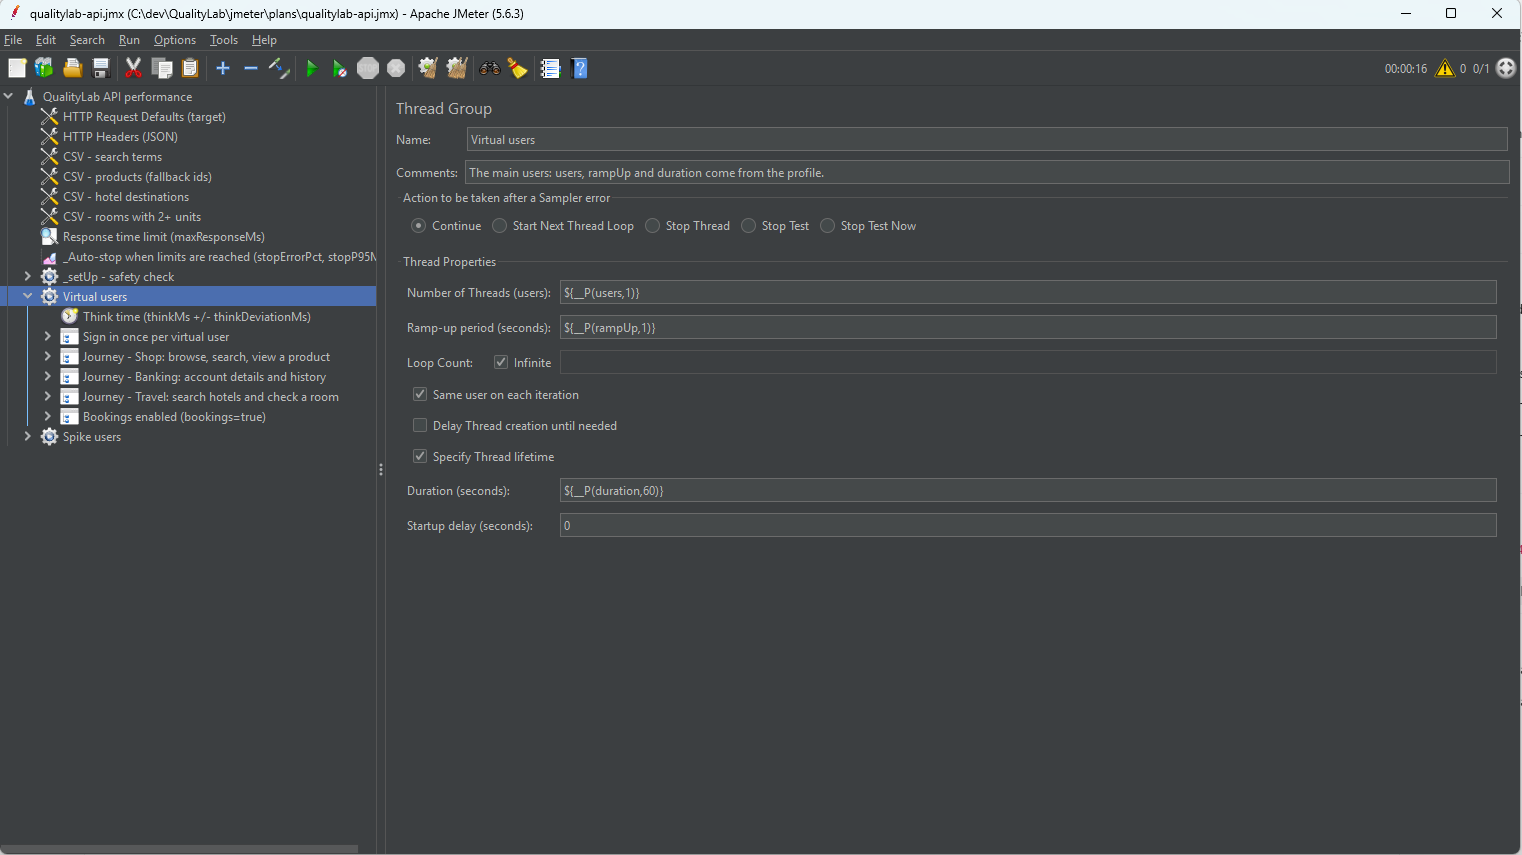 qualitylab-api.jmx (C:\dev\QualityLab\jmeter\plans\qualitylab-api.jmx) - Apache JMeter (5.6.3)
File Edit Search Run Options Tools Help
00:00:16 0 0/1
QualityLab API performance
HTTP Request Defaults (target)
HTTP Headers (JSON)
CSV - search terms
CSV - products (fallback ids)
CSV - hotel destinations
CSV - rooms with 2+ units
Response time limit (maxResponseMs)
_Auto-stop when limits are reached (stopErrorPct, stopP95M
_setUp - safety check
Virtual users
Think time (thinkMs +/- thinkDeviationMs)
Sign in once per virtual user
Journey - Shop: browse, search, view a product
Journey - Banking: account details and history
Journey - Travel: search hotels and check a room
Bookings enabled (bookings=true)
Spike users
Thread Group
Name: Virtual users
Comments: The main users: users, rampUp and duration come from the profile.
Action to be taken after a Sampler error
Continue Start Next Thread Loop Stop Thread Stop Test Stop Test Now
Thread Properties
Number of Threads (users): ${__P(users,1)}
Ramp-up period (seconds): ${__P(rampUp,1)}
Loop Count: Infinite
Same user on each iteration
Delay Thread creation until needed
Specify Thread lifetime
Duration (seconds): ${__P(duration,60)}
Startup delay (seconds): 0